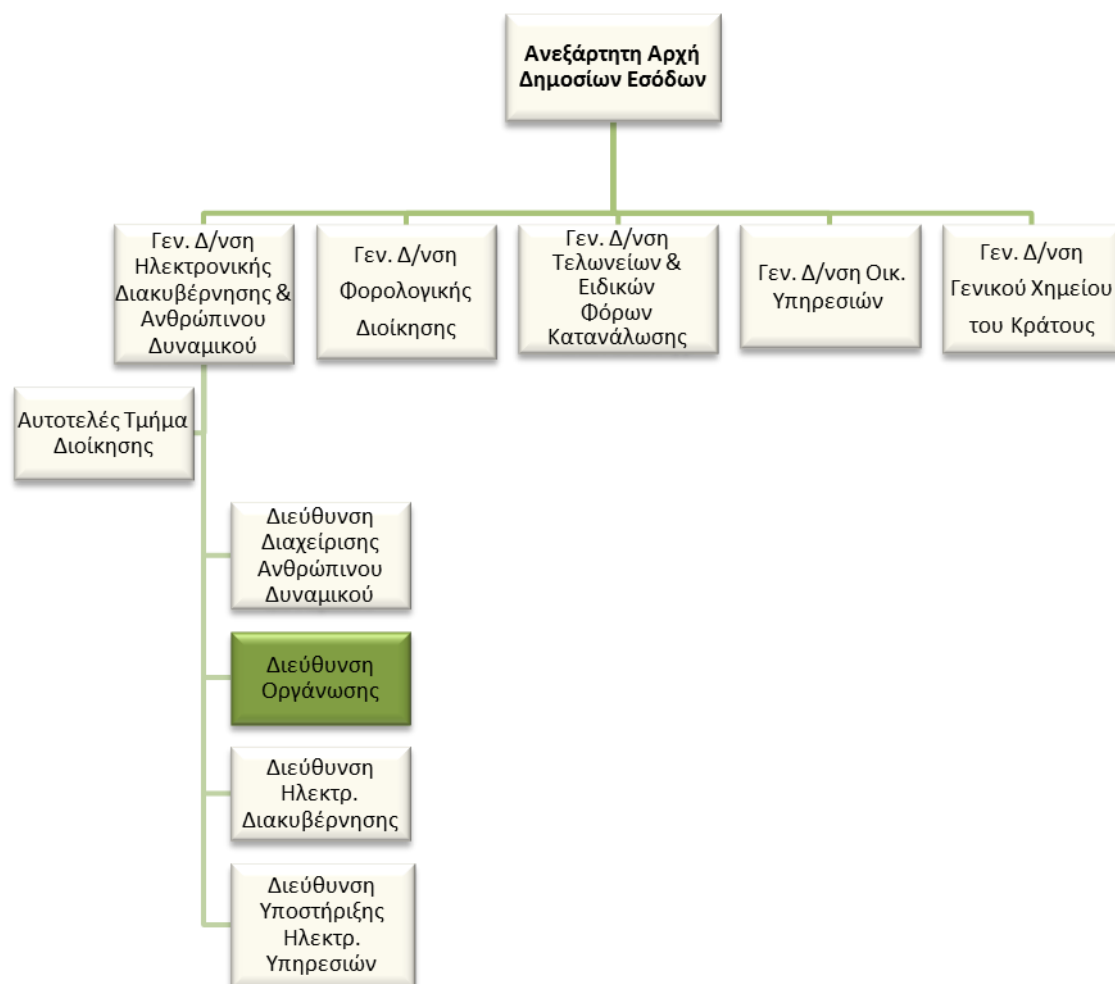 Ανεξάρτητη Αρχή
Δημοσίων Εσόδων
Γεν. Δ/νση
Ηλεκτρονικής
Διακυβέρνησης &
Ανθρώπινου
Δυναμικού
Γεν. Δ/νση
Φορολογικής
Διοίκησης
Γεν. Δ/νση
Τελωνείων &
Ειδικών
Φόρων
Κατανάλωσης
Γεν. Δ/νση Οικ.
Υπηρεσιών
Γεν. Δ/νση
Γενικού Χημείου
του Κράτους
Αυτοτελές Τμήμα
Διοίκησης
Διεύθυνση
Διαχείρισης
Ανθρώπινου
Δυναμικού
Διεύθυνση
Οργάνωσης
Διεύθυνση
Ηλεκτρ.
Διακυβέρνησης
Διεύθυνση
Υποστήριξης
Ηλεκτρ.
Υπηρεσιών